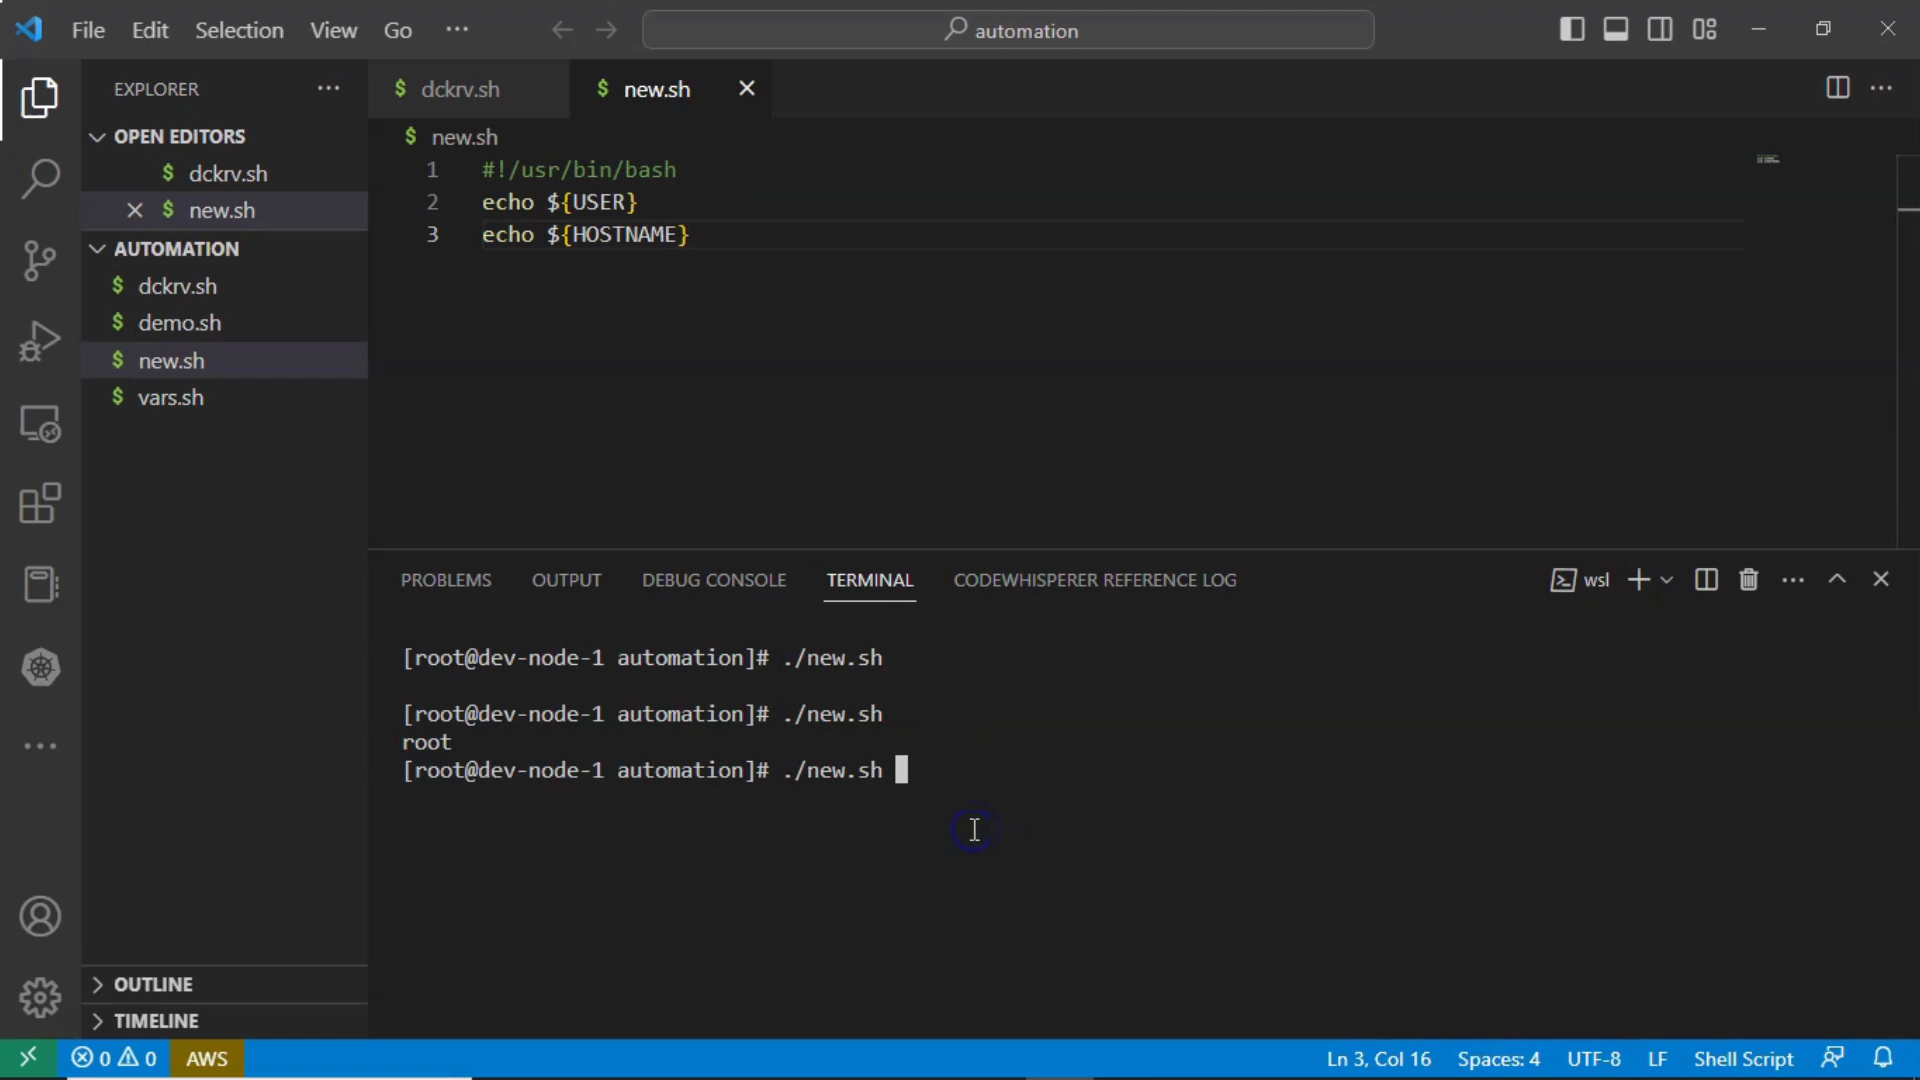 File Edit Selection View Go ··· automation
EXPLORER ···
OPEN EDITORS
$ dckrv.sh
$ new.sh
AUTOMATION
$ dckrv.sh
$ demo.sh
$ new.sh
$ vars.sh
OUTLINE
TIMELINE
$ dckrv.sh $ new.sh
$ new.sh
1 #!/usr/bin/bash
2 echo ${USER}
3 echo ${HOSTNAME}
PROBLEMS OUTPUT DEBUG CONSOLE TERMINAL CODEWHISPERER REFERENCE LOG wsl
[root@dev-node-1 automation]# ./new.sh
[root@dev-node-1 automation]# ./new.sh
root
[root@dev-node-1 automation]# ./new.sh
0 0 AWS Ln 3, Col 16 Spaces: 4 UTF-8 LF Shell Script